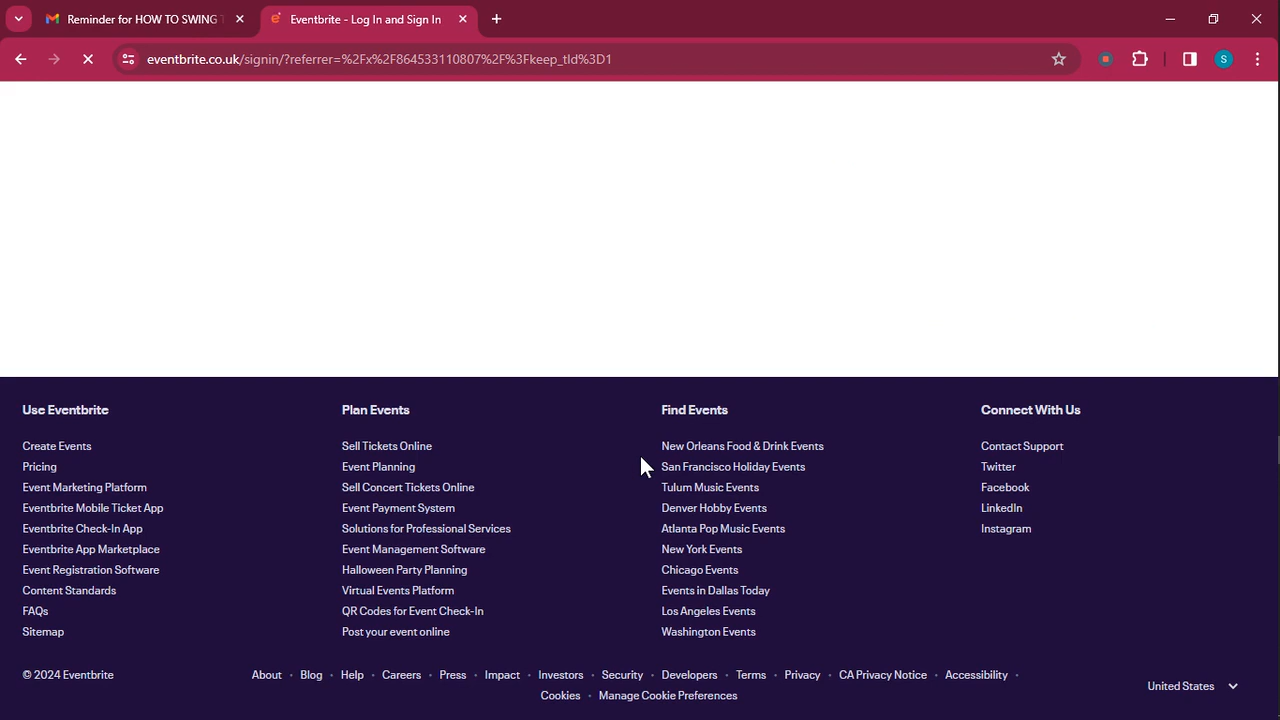 Reminder for HOW TO SWING
Eventbrite - Log In and Sign In
eventbrite.co.uk/signin/?referrer=%2Fx%2F864533110807%2F%3Fkeep_tld%3D1
S
Use Eventbrite
Create Events
Pricing
Event Marketing Platform
Eventbrite Mobile Ticket App
Eventbrite Check-In App
Eventbrite App Marketplace
Event Registration Software
Content Standards
FAQs
Sitemap
Plan Events
Sell Tickets Online
Event Planning
Sell Concert Tickets Online
Event Payment System
Solutions for Professional Services
Event Management Software
Halloween Party Planning
Virtual Events Platform
QR Codes for Event Check-In
Post your event online
Find Events
New Orleans Food & Drink Events
San Francisco Holiday Events
Tulum Music Events
Denver Hobby Events
Atlanta Pop Music Events
New York Events
Chicago Events
Events in Dallas Today
Los Angeles Events
Washington Events
Connect With Us
Contact Support
Twitter
Facebook
LinkedIn
Instagram
© 2024 Eventbrite
About • Blog • Help • Careers • Press • Impact • Investors • Security • Developers • Terms • Privacy • CA Privacy Notice • Accessibility •
Cookies • Manage Cookie Preferences
United States